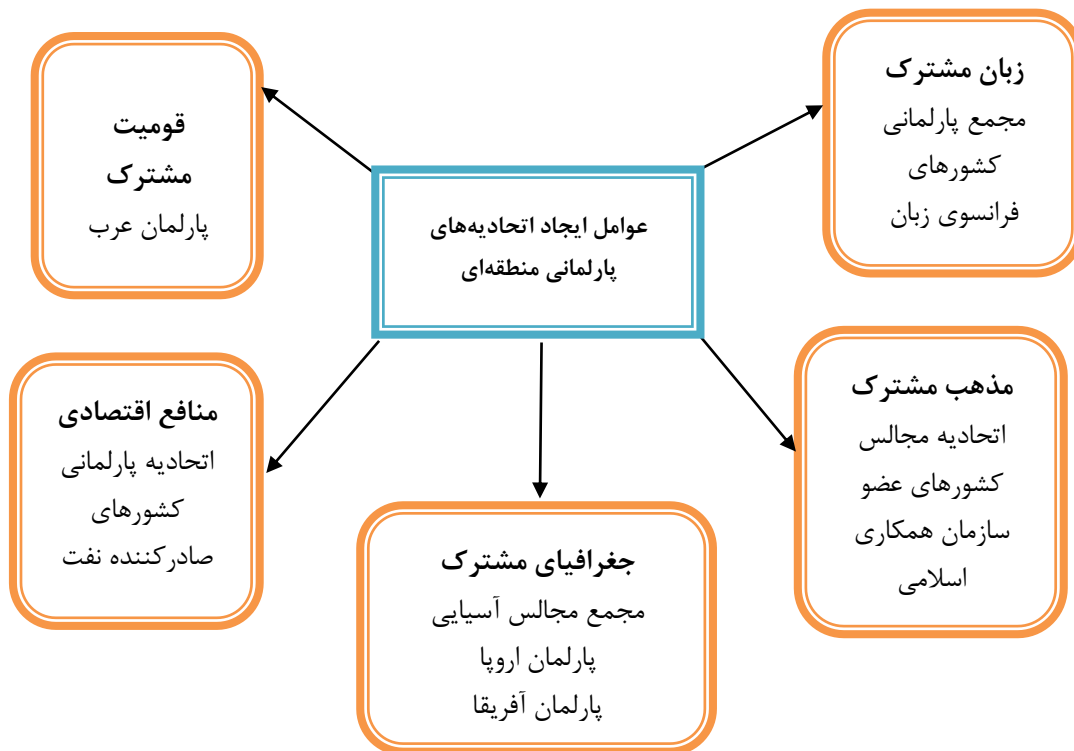 عوامل ایجاد اتحادیه‌های
پارلمانی منطقه‌ای
زبان مشترک
مجمع پارلمانی
کشورهای
فرانسوی زبان
قومیت
مشترک
پارلمان عرب
مذهب مشترک
اتحادیه مجالس
کشورهای عضو
سازمان همکاری
اسلامی
منافع اقتصادی
اتحادیه پارلمانی
کشورهای
صادرکننده نفت
جغرافیای مشترک
مجمع مجالس آسیایی
پارلمان اروپا
پارلمان آفریقا